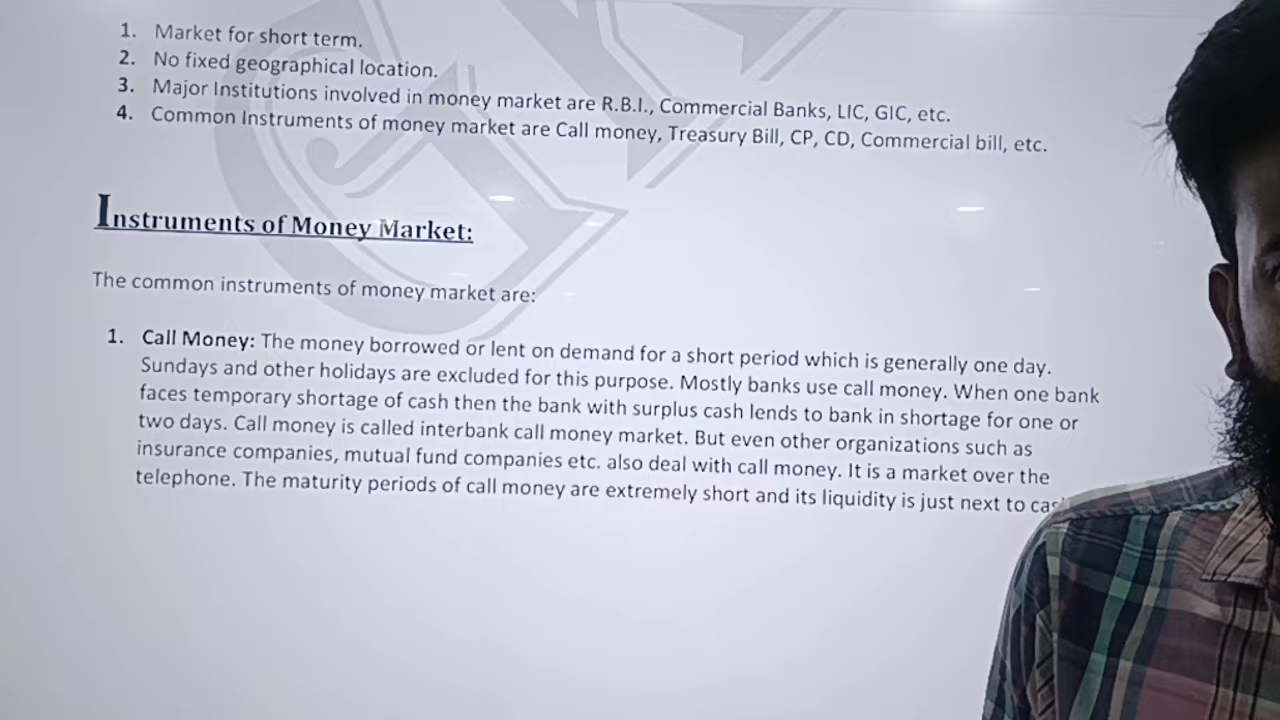 1. Market for short term.
2. No fixed geographical location.
3. Major Institutions involved in money market are R.B.I., Commercial Banks, LIC, GIC, etc.
4. Common Instruments of money market are Call money, Treasury Bill, CP, CD, Commercial bill, etc.
Instruments of Money Market:
The common instruments of money market are:
1. Call Money: The money borrowed or lent on demand for a short period which is generally one day.
Sundays and other holidays are excluded for this purpose. Mostly banks use call money. When one bank
faces temporary shortage of cash then the bank with surplus cash lends to bank in shortage for one or
two days. Call money is called interbank call money market. But even other organizations such as
insurance companies, mutual fund companies etc. also deal with call money. It is a market over the
telephone. The maturity periods of call money are extremely short and its liquidity is just next to